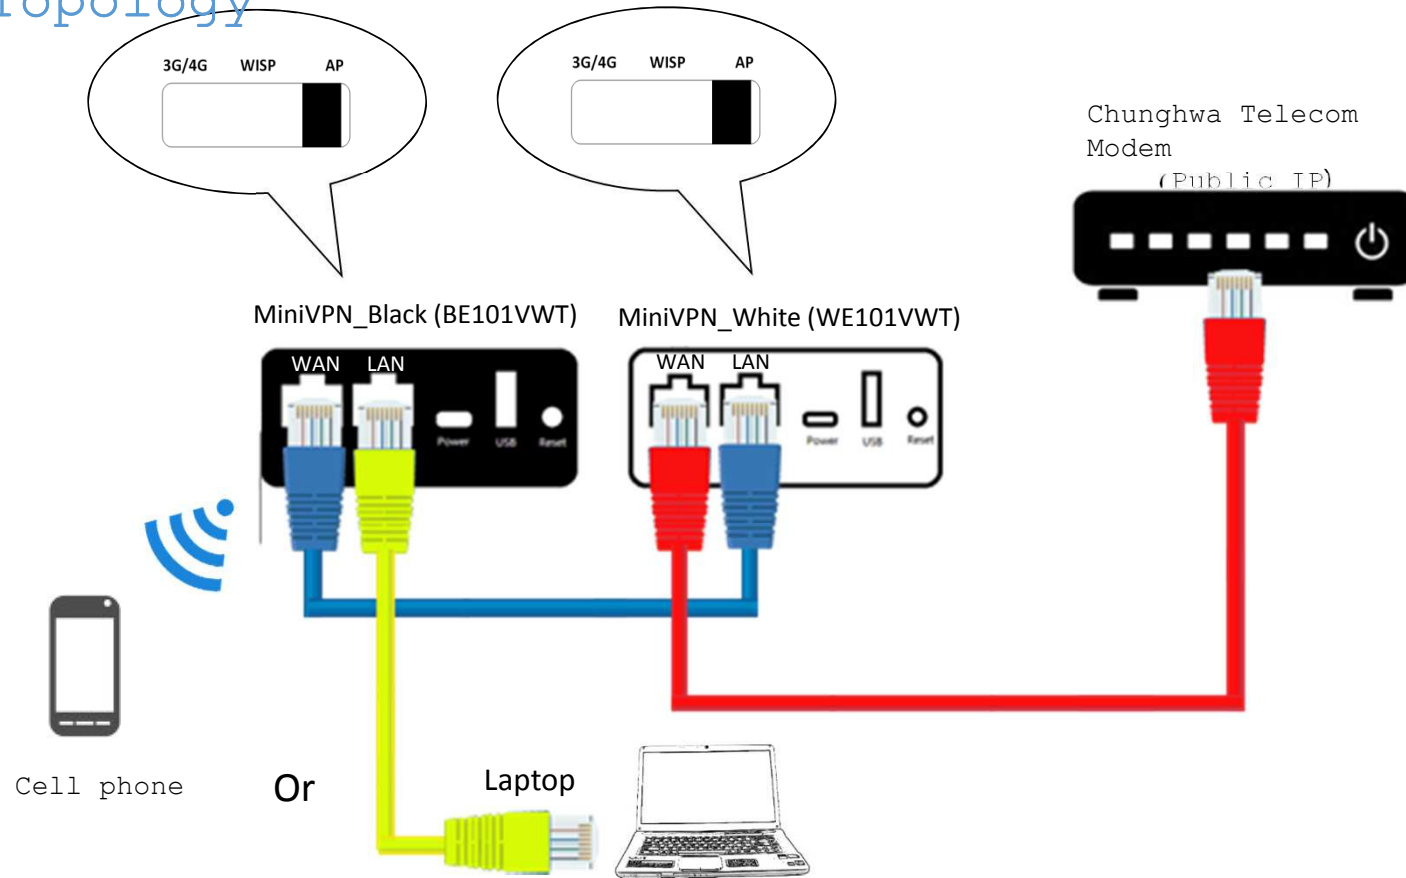 Topology
3G/4G WISP AP
3G/4G WISP AP
Chunghwa Telecom
Modem
(Public IP)
MiniVPN_Black (BE101VWT)
MiniVPN_White (WE101VWT)
WAN LAN
Power USB Reset
WAN LAN
Power USB Reset
Cell phone
Or
Laptop